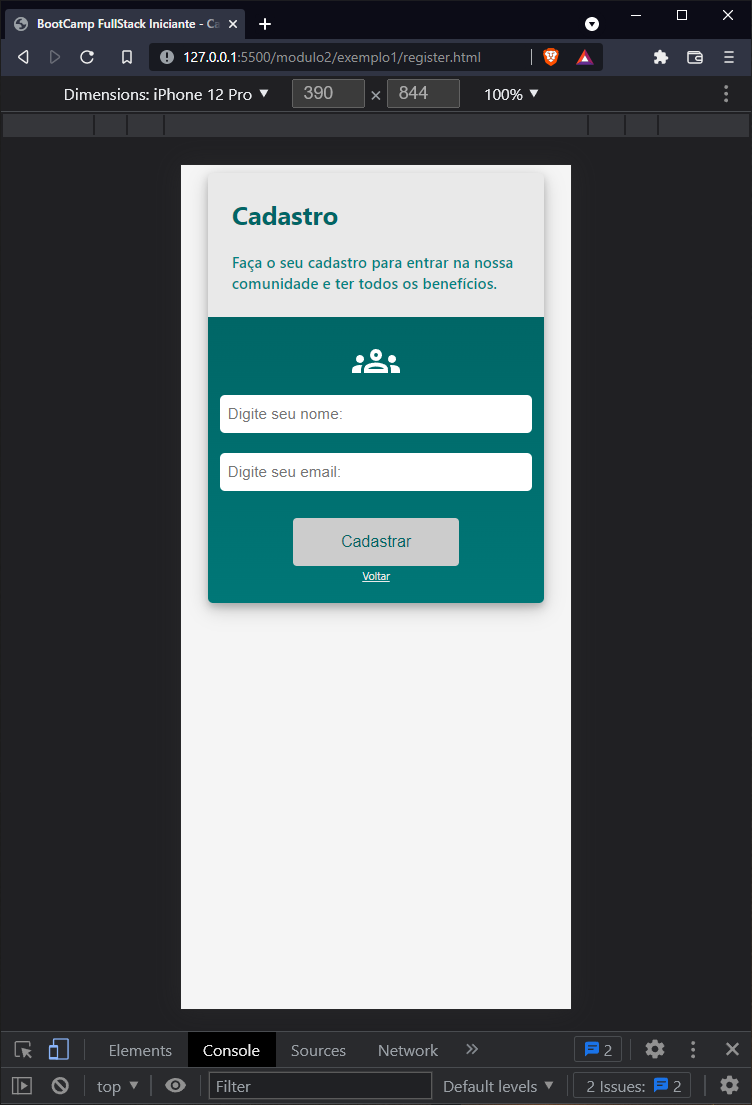 BootCamp FullStack Iniciante - Ca
127.0.0.1:5500/modulo2/exemplo1/register.html
Dimensions: iPhone 12 Pro ▼ 390 × 844 100% ▼
Cadastro
Faça o seu cadastro para entrar na nossa
comunidade e ter todos os benefícios.
Digite seu nome:
Digite seu email:
Cadastrar
Voltar
Elements Console Sources Network » 2
top ▼ Filter Default levels ▼ 2 Issues: 2